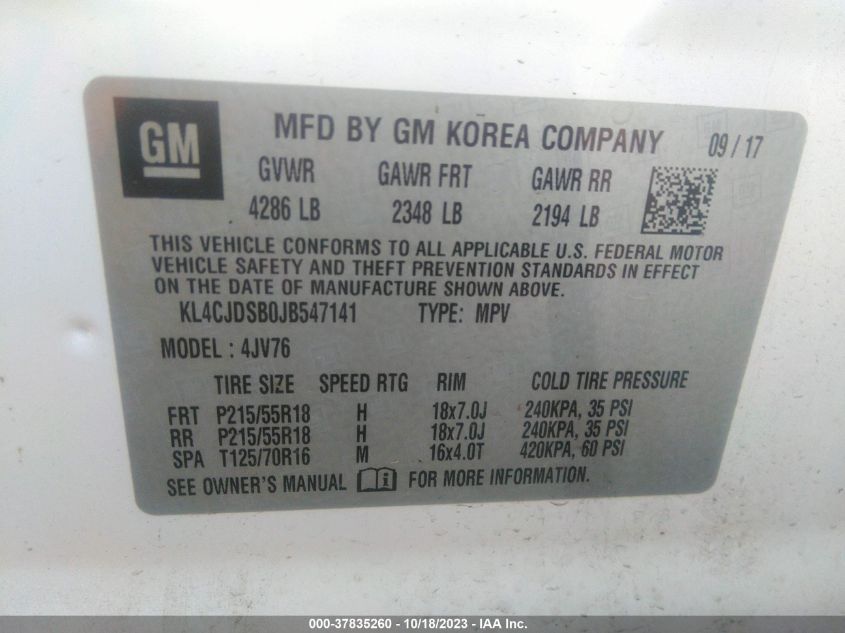 GM
MFD BY GM KOREA COMPANY 09/17
GVWR GAWR FRT GAWR RR
4286 LB 2348 LB 2194 LB
THIS VEHICLE CONFORMS TO ALL APPLICABLE U.S. FEDERAL MOTOR
VEHICLE SAFETY AND THEFT PREVENTION STANDARDS IN EFFECT
ON THE DATE OF MANUFACTURE SHOWN ABOVE.
KL4CJDSB0JB547141 TYPE: MPV
MODEL : 4JV76
TIRE SIZE SPEED RTG RIM COLD TIRE PRESSURE
FRT P215/55R18 H 18x7.0J 240KPA, 35 PSI
RR P215/55R18 H 18x7.0J 240KPA, 35 PSI
SPA T125/70R16 M 16x4.0T 420KPA, 60 PSI
SEE OWNER'S MANUAL FOR MORE INFORMATION.
000-37835260 - 10/18/2023 - IAA Inc.